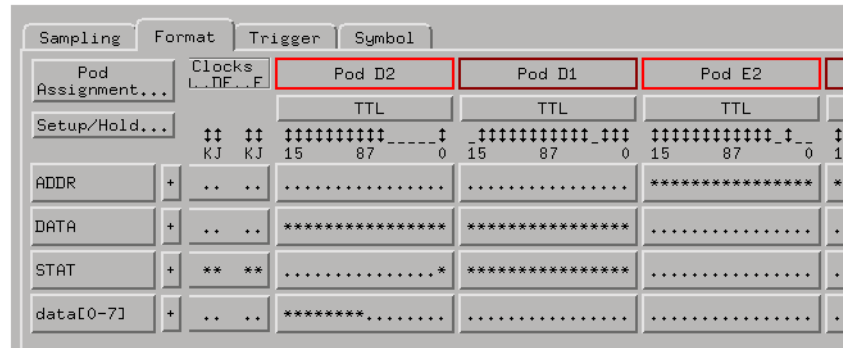 Sampling Format Trigger Symbol
Pod Assignment... Clocks Pod D2 Pod D1 Pod E2
TTL TTL TTL
Setup/Hold...
KJ KJ 15 87 0 15 87 0 15 87 0 1
ADDR + .. .. ................ ................ **************** *
DATA + .. .. **************** **************** ................ .
STAT + ** ** ...............* **************** ................ .
data[0-7] + .. .. ********........ ................ ................ .